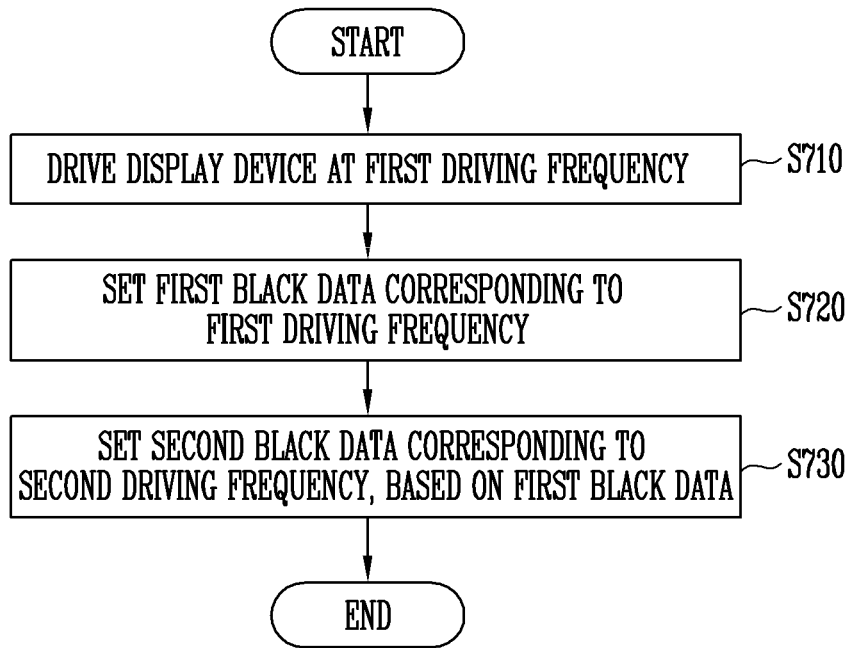 START
DRIVE DISPLAY DEVICE AT FIRST DRIVING FREQUENCY
S710
SET FIRST BLACK DATA CORRESPONDING TO
FIRST DRIVING FREQUENCY
S720
SET SECOND BLACK DATA CORRESPONDING TO
SECOND DRIVING FREQUENCY, BASED ON FIRST BLACK DATA
S730
END